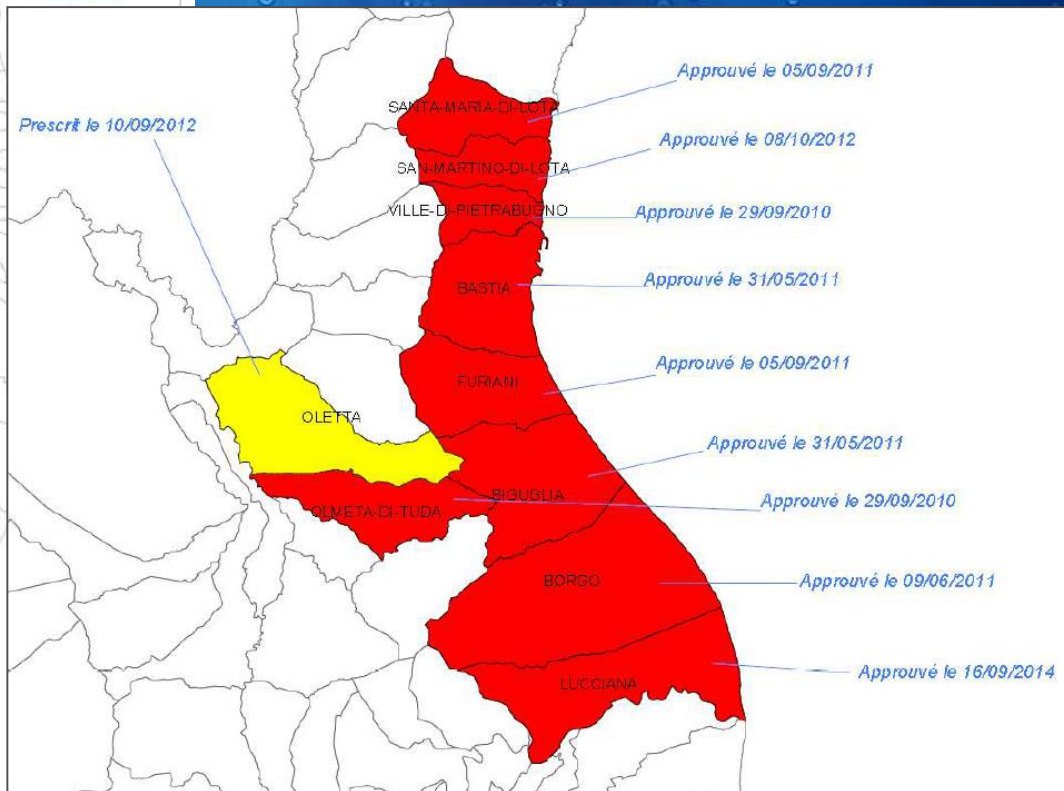 Approuvé le 05/09/2011
SANTA-MARIA-DI-LOTA
Prescrit le 10/09/2012
Approuvé le 08/10/2012
SAN-MARTINO-DI-LOTA
VILLE-DI-PIETRABUGNO
Approuvé le 29/09/2010
BASTIA
Approuvé le 31/05/2011
FURIANI
Approuvé le 05/09/2011
OLETTA
Approuvé le 31/05/2011
BIGUGLIA
Approuvé le 29/09/2010
OLMETA-DI-TUDA
BORGO
Approuvé le 09/06/2011
LUCCIANA
Approuvé le 16/09/2014